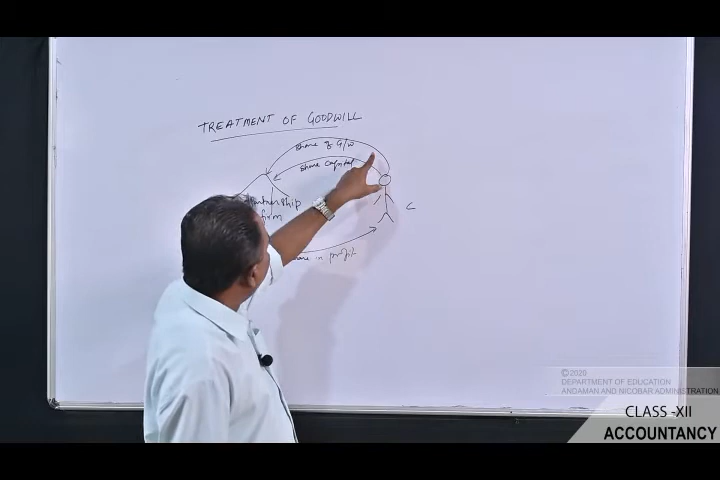 TREATMENT OF GOODWILL
share of G/W
share capital
Partnership
firm
C
share in profit
©2020
DEPARTMENT OF EDUCATION
ANDAMAN AND NICOBAR ADMINISTRATION
CLASS -XII
ACCOUNTANCY